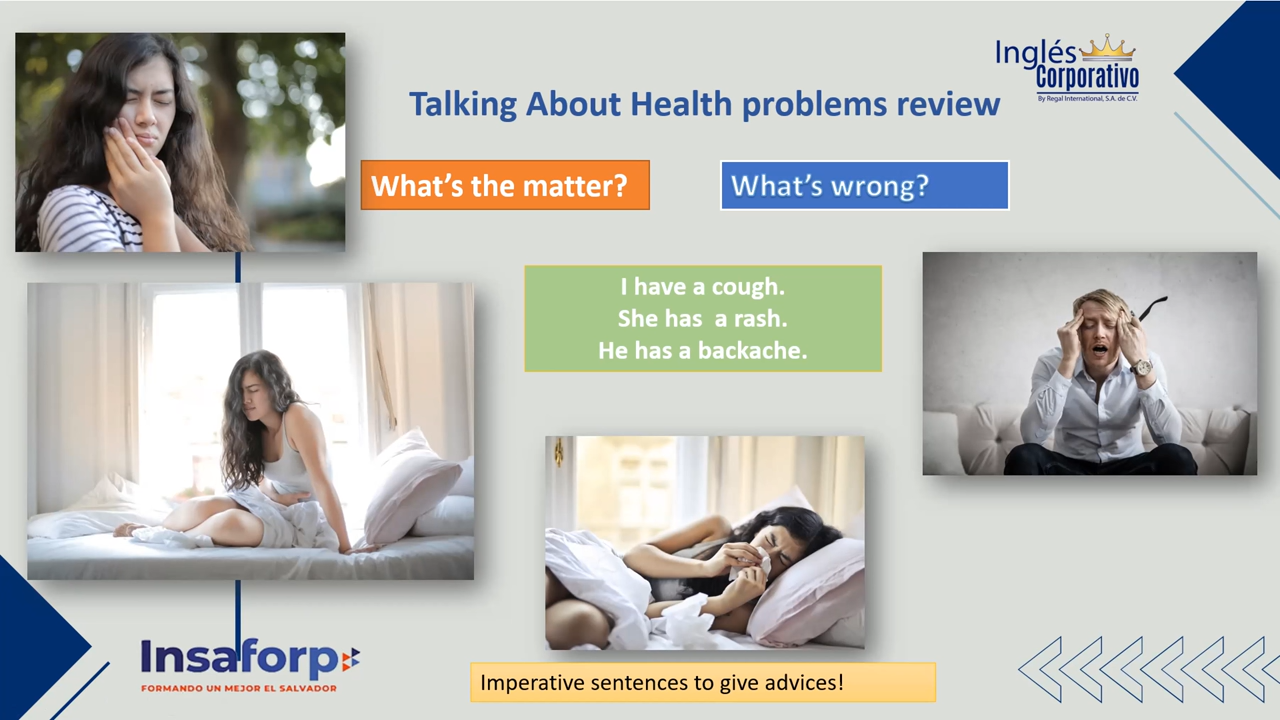 Inglés
Corporativo
By Regal International, S.A. de C.V.
Talking About Health problems review
What's the matter?
What's wrong?
I have a cough.
She has  a rash.
He has a backache.
Insaforp
FORMANDO UN MEJOR EL SALVADOR
Imperative sentences to give advices!